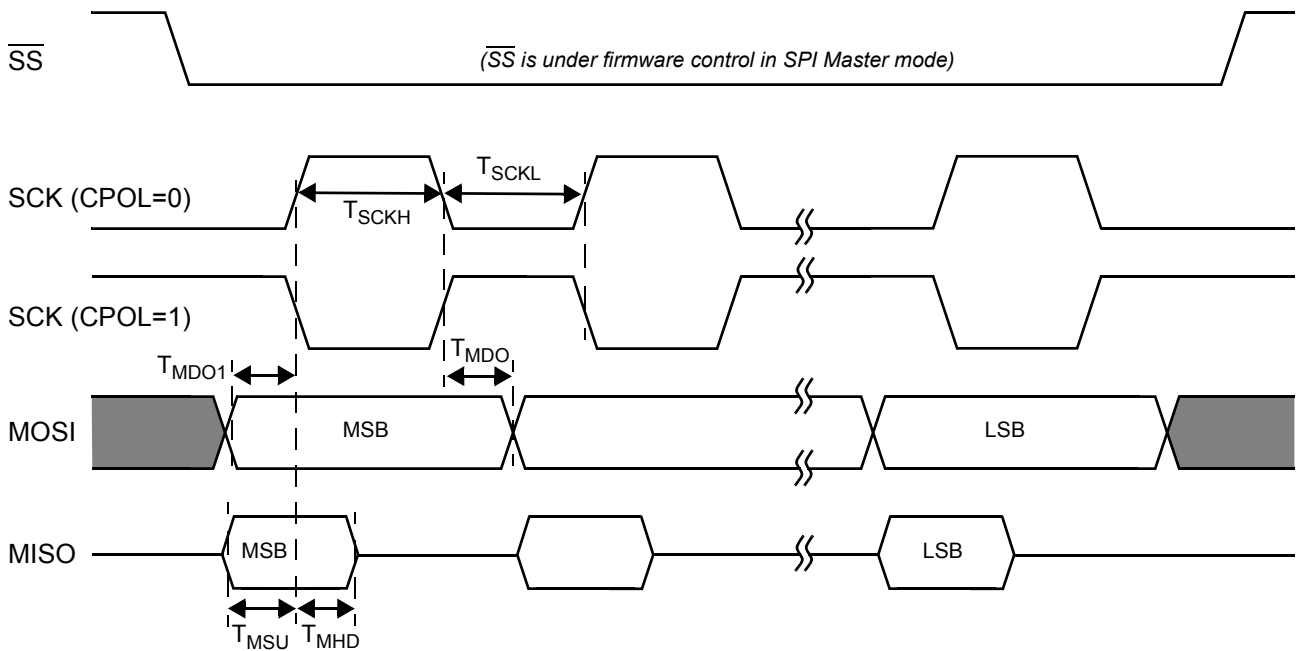 SS
(SS is under firmware control in SPI Master mode)
SCK (CPOL=0)
TSCKH
TSCKL
SCK (CPOL=1)
TMDO1
TMDO
MOSI
MSB
LSB
MISO
MSB
LSB
TMSU
TMHD